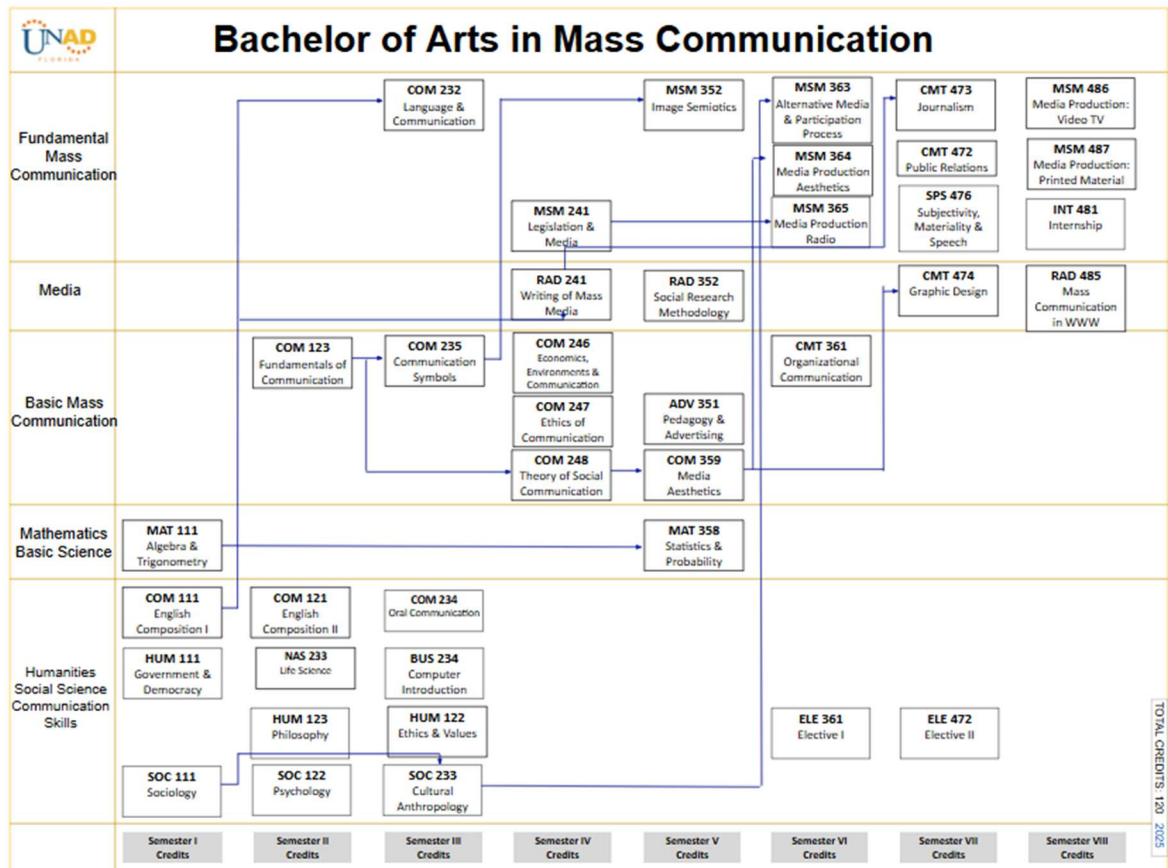 UNAD
FLORIDA
Bachelor of Arts in Mass Communication
Fundamental
Mass
Communication
COM 232
Language &
Communication
MSM 352
Image Semiotics
MSM 363
Alternative Media
& Participation
Process
CMT 473
Journalism
MSM 486
Media Production:
Video TV
MSM 364
Media Production
Aesthetics
CMT 472
Public Relations
MSM 487
Media Production:
Printed Material
MSM 241
Legislation &
Media
MSM 365
Media Production
Radio
SPS 476
Subjectivity,
Materiality &
Speech
INT 481
Internship
Media
RAD 241
Writing of Mass
Media
RAD 352
Social Research
Methodology
CMT 474
Graphic Design
RAD 485
Mass
Communication
in WWW
Basic Mass
Communication
COM 123
Fundamentals of
Communication
COM 235
Communication
Symbols
COM 246
Economics,
Environments &
Communication
CMT 361
Organizational
Communication
COM 247
Ethics of
Communication
ADV 351
Pedagogy &
Advertising
COM 248
Theory of Social
Communication
COM 359
Media
Aesthetics
Mathematics
Basic Science
MAT 111
Algebra &
Trigonometry
MAT 358
Statistics &
Probability
Humanities
Social Science
Communication
Skills
COM 111
English
Composition I
COM 121
English
Composition II
COM 234
Oral Communication
HUM 111
Government &
Democracy
NAS 233
Life Science
BUS 234
Computer
Introduction
HUM 123
Philosophy
HUM 122
Ethics & Values
ELE 361
Elective I
ELE 472
Elective II
SOC 111
Sociology
SOC 122
Psychology
SOC 233
Cultural
Anthropology
TOTAL CREDITS: 120 2025
Semester I
Credits
Semester II
Credits
Semester III
Credits
Semester IV
Credits
Semester V
Credits
Semester VI
Credits
Semester VII
Credits
Semester VIII
Credits